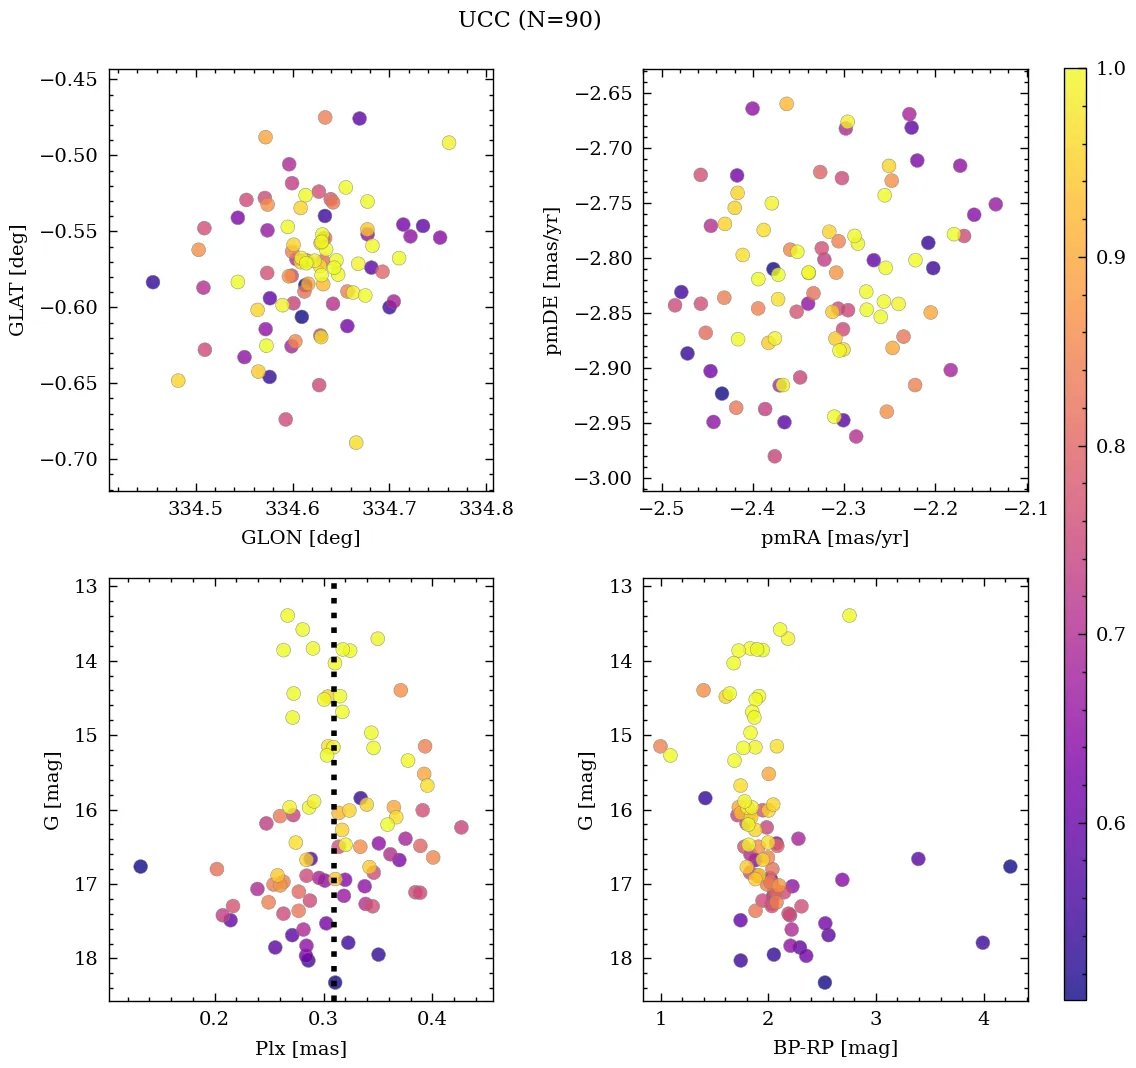 UCC (N=90)
−0.45
−0.50
−0.55
−0.60
−0.65
−0.70
GLAT [deg]
334.5 334.6 334.7 334.8
GLON [deg]
−2.65
−2.70
−2.75
−2.80
−2.85
−2.90
−2.95
−3.00
pmDE [mas/yr]
−2.5 −2.4 −2.3 −2.2 −2.1
pmRA [mas/yr]
13
14
15
16
17
18
G [mag]
0.2 0.3 0.4
Plx [mas]
13
14
15
16
17
18
G [mag]
1 2 3 4
BP-RP [mag]
1.0
0.9
0.8
0.7
0.6